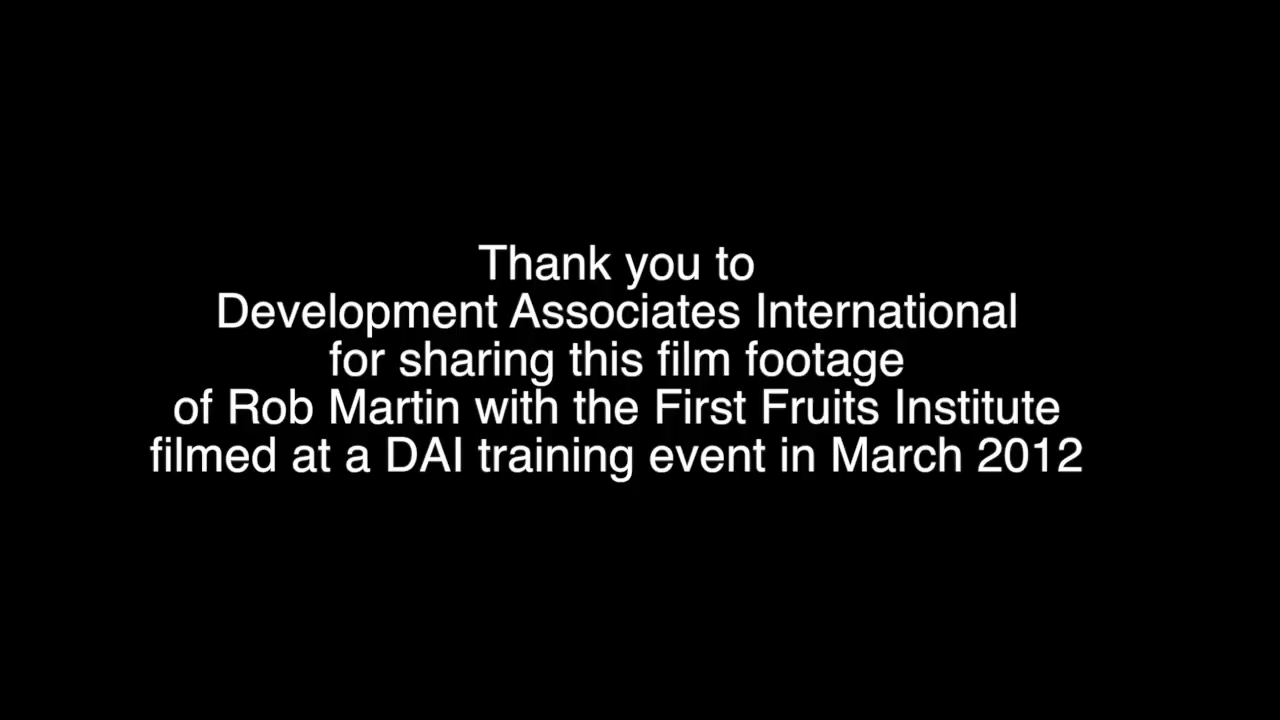 Thank you to
Development Associates International
for sharing this film footage
of Rob Martin with the First Fruits Institute
filmed at a DAI training event in March 2012